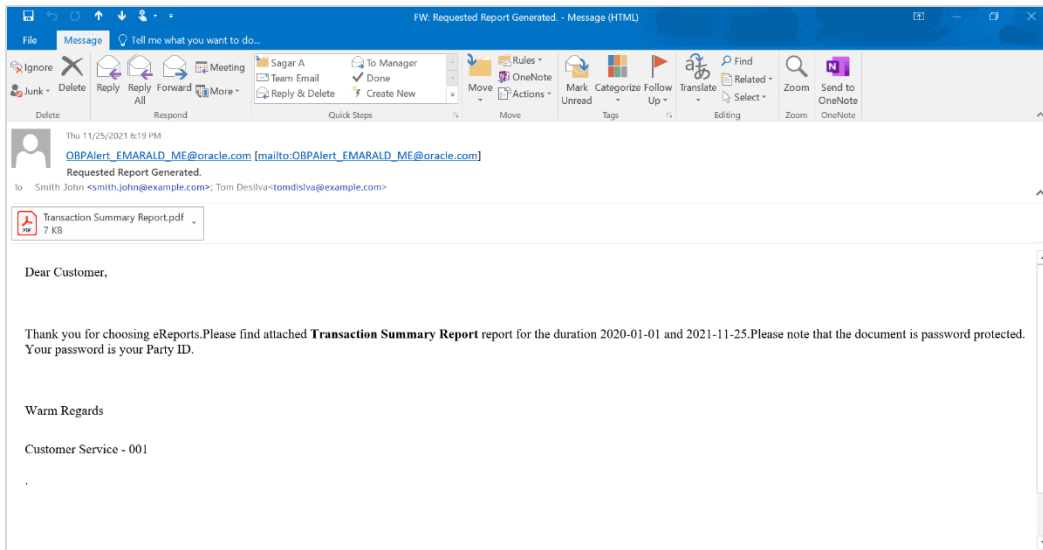 FW: Requested Report Generated. - Message (HTML)
File Message Tell me what you want to do...
Ignore
Junk
Delete
Reply
Reply All
Forward
Meeting
More
Sagar A
Team Email
Reply & Delete
To Manager
Done
Create New
Move
Rules
OneNote
Actions
Mark Unread
Categorize
Follow Up
Translate
Find
Related
Select
Zoom
Send to OneNote
Delete Respond Quick Steps Move Tags Editing Zoom OneNote
Thu 11/25/2021 6:19 PM
OBPAlert_EMARALD_ME@oracle.com [mailto:OBPAlert_EMARALD_ME@oracle.com]
Requested Report Generated.
To Smith John <smith.john@example.com>; Tom Desilva<tomdislva@example.com>
PDF
Transaction Summary Report.pdf
7 KB
Dear Customer,
Thank you for choosing eReports.Please find attached Transaction Summary Report report for the duration 2020-01-01 and 2021-11-25.Please note that the document is password protected.
Your password is your Party ID.
Warm Regards
Customer Service - 001
.